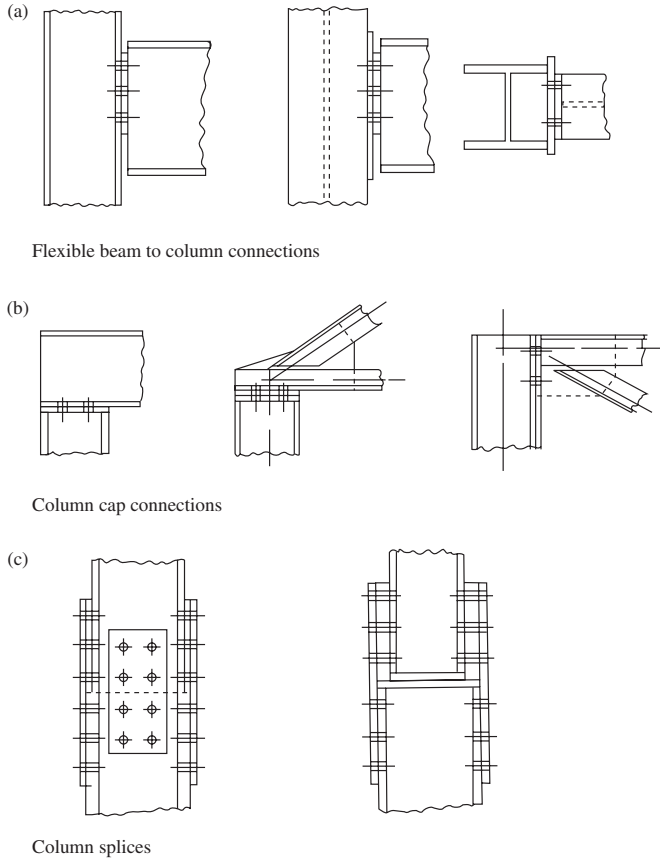 (a)
Flexible beam to column connections
(b)
Column cap connections
(c)
Column splices